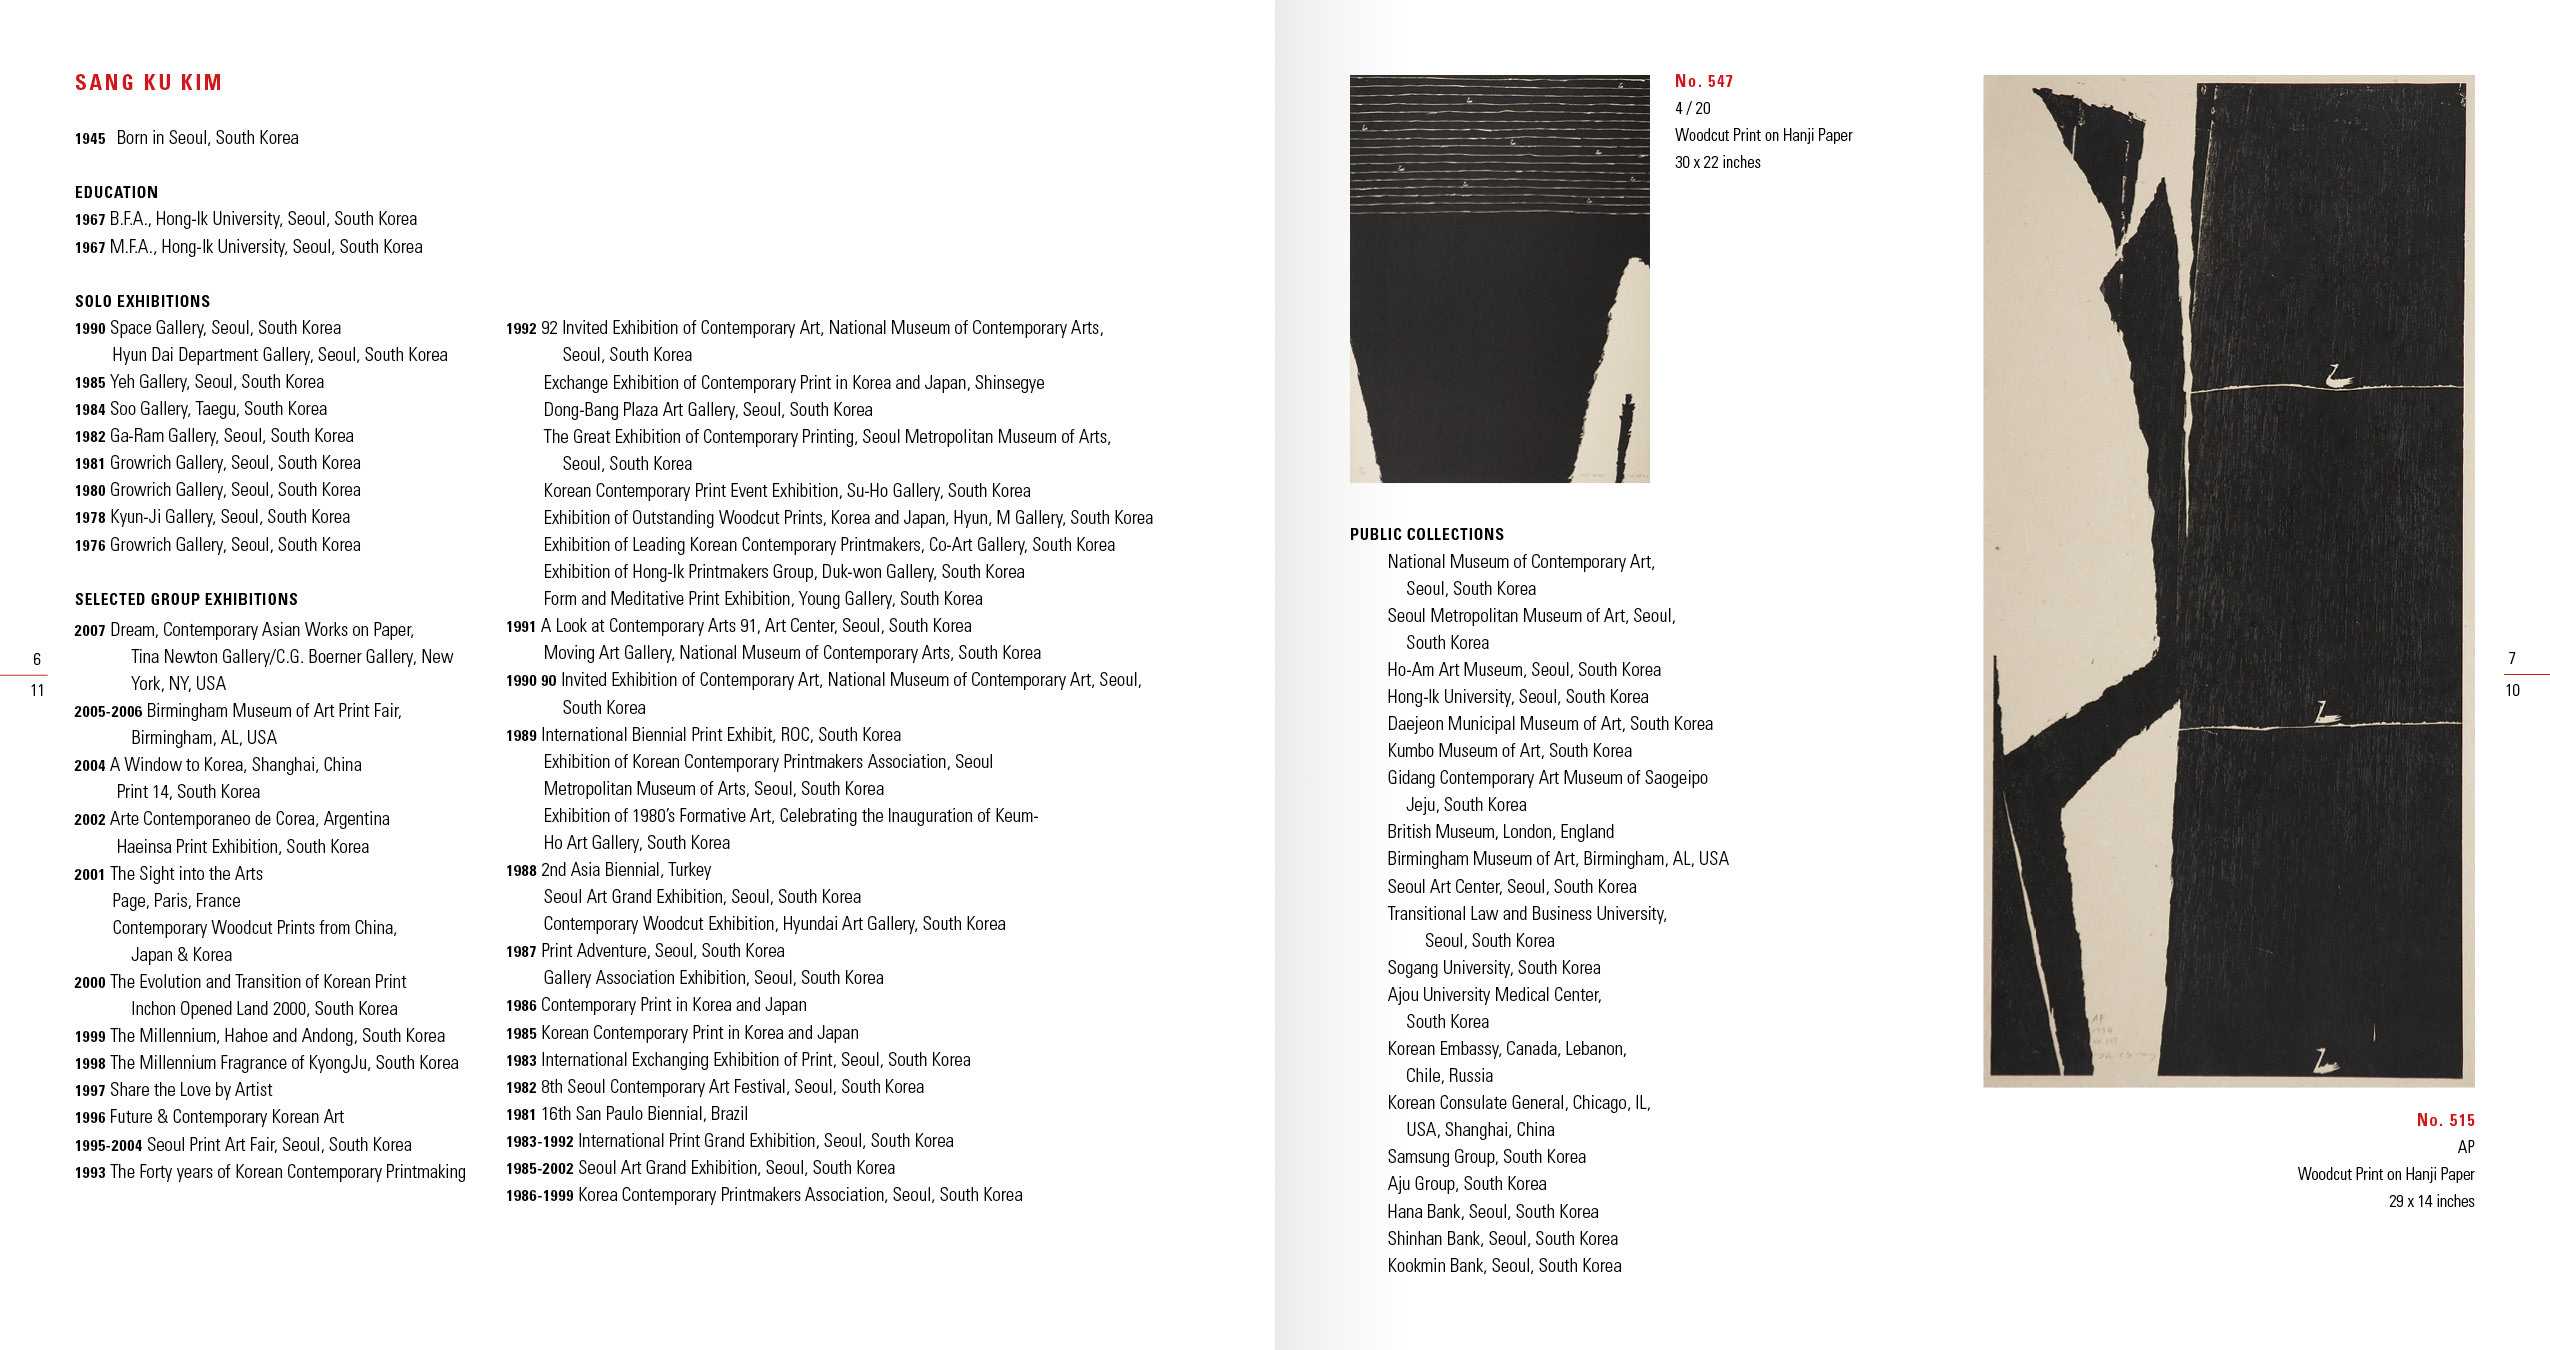 SANG KU KIM
1945 Born in Seoul, South Korea
EDUCATION
1967 B.F.A., Hong-Ik University, Seoul, South Korea
1967 M.F.A., Hong-Ik University, Seoul, South Korea
SOLO EXHIBITIONS
1990 Space Gallery, Seoul, South Korea
Hyun Dai Department Gallery, Seoul, South Korea
1985 Yeh Gallery, Seoul, South Korea
1984 Soo Gallery, Taegu, South Korea
1982 Ga-Ram Gallery, Seoul, South Korea
1981 Growrich Gallery, Seoul, South Korea
1980 Growrich Gallery, Seoul, South Korea
1978 Kyun-Ji Gallery, Seoul, South Korea
1976 Growrich Gallery, Seoul, South Korea
SELECTED GROUP EXHIBITIONS
2007 Dream, Contemporary Asian Works on Paper,
Tina Newton Gallery/C.G. Boerner Gallery, New
York, NY, USA
2005-2006 Birmingham Museum of Art Print Fair,
Birmingham, AL, USA
2004 A Window to Korea, Shanghai, China
Print 14, South Korea
2002 Arte Contemporaneo de Corea, Argentina
Haeinsa Print Exhibition, South Korea
2001 The Sight into the Arts
Page, Paris, France
Contemporary Woodcut Prints from China,
Japan & Korea
2000 The Evolution and Transition of Korean Print
Inchon Opened Land 2000, South Korea
1999 The Millennium, Hahoe and Andong, South Korea
1998 The Millennium Fragrance of KyongJu, South Korea
1997 Share the Love by Artist
1996 Future & Contemporary Korean Art
1995-2004 Seoul Print Art Fair, Seoul, South Korea
1993 The Forty years of Korean Contemporary Printmaking
6
11
1992 92 Invited Exhibition of Contemporary Art, National Museum of Contemporary Arts,
Seoul, South Korea
Exchange Exhibition of Contemporary Print in Korea and Japan, Shinsegye
Dong-Bang Plaza Art Gallery, Seoul, South Korea
The Great Exhibition of Contemporary Printing, Seoul Metropolitan Museum of Arts,
Seoul, South Korea
Korean Contemporary Print Event Exhibition, Su-Ho Gallery, South Korea
Exhibition of Outstanding Woodcut Prints, Korea and Japan, Hyun, M Gallery, South Korea
Exhibition of Leading Korean Contemporary Printmakers, Co-Art Gallery, South Korea
Exhibition of Hong-Ik Printmakers Group, Duk-won Gallery, South Korea
Form and Meditative Print Exhibition, Young Gallery, South Korea
1991 A Look at Contemporary Arts 91, Art Center, Seoul, South Korea
Moving Art Gallery, National Museum of Contemporary Arts, South Korea
1990 90 Invited Exhibition of Contemporary Art, National Museum of Contemporary Art, Seoul,
South Korea
1989 International Biennial Print Exhibit, ROC, South Korea
Exhibition of Korean Contemporary Printmakers Association, Seoul
Metropolitan Museum of Arts, Seoul, South Korea
Exhibition of 1980's Formative Art, Celebrating the Inauguration of Keum-
Ho Art Gallery, South Korea
1988 2nd Asia Biennial, Turkey
Seoul Art Grand Exhibition, Seoul, South Korea
Contemporary Woodcut Exhibition, Hyundai Art Gallery, South Korea
1987 Print Adventure, Seoul, South Korea
Gallery Association Exhibition, Seoul, South Korea
1986 Contemporary Print in Korea and Japan
1985 Korean Contemporary Print in Korea and Japan
1983 International Exchanging Exhibition of Print, Seoul, South Korea
1982 8th Seoul Contemporary Art Festival, Seoul, South Korea
1981 16th San Paulo Biennial, Brazil
1983-1992 International Print Grand Exhibition, Seoul, South Korea
1985-2002 Seoul Art Grand Exhibition, Seoul, South Korea
1986-1999 Korea Contemporary Printmakers Association, Seoul, South Korea
No. 547
4 / 20
Woodcut Print on Hanji Paper
30 x 22 inches
PUBLIC COLLECTIONS
National Museum of Contemporary Art,
Seoul, South Korea
Seoul Metropolitan Museum of Art, Seoul,
South Korea
Ho-Am Art Museum, Seoul, South Korea
Hong-Ik University, Seoul, South Korea
Daejeon Municipal Museum of Art, South Korea
Kumbo Museum of Art, South Korea
Gidang Contemporary Art Museum of Saogeipo
Jeju, South Korea
British Museum, London, England
Birmingham Museum of Art, Birmingham, AL, USA
Seoul Art Center, Seoul, South Korea
Transitional Law and Business University,
Seoul, South Korea
Sogang University, South Korea
Ajou University Medical Center,
South Korea
Korean Embassy, Canada, Lebanon,
Chile, Russia
Korean Consulate General, Chicago, IL,
USA, Shanghai, China
Samsung Group, South Korea
Aju Group, South Korea
Hana Bank, Seoul, South Korea
Shinhan Bank, Seoul, South Korea
Kookmin Bank, Seoul, South Korea
AP
No. 515
AP
Woodcut Print on Hanji Paper
29 x 14 inches
7
10